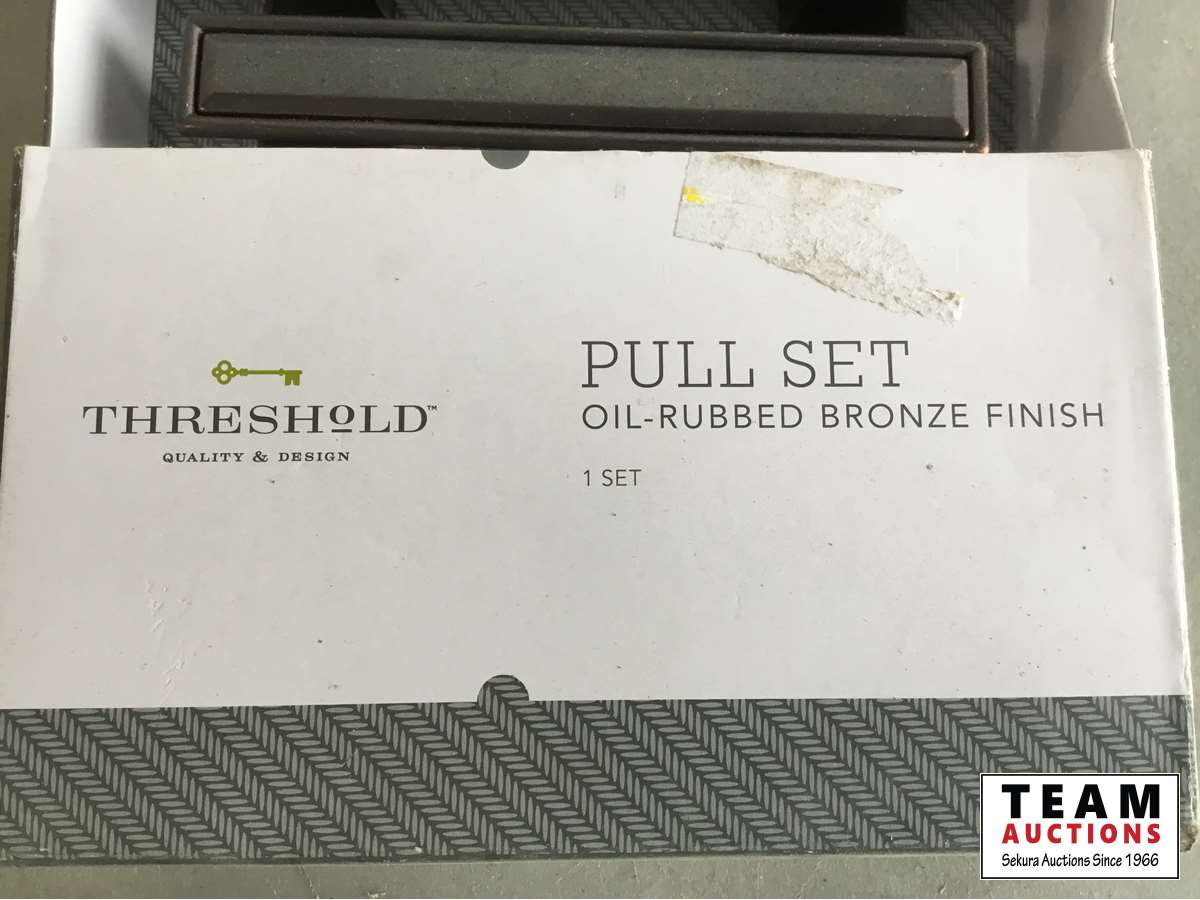 THRESHOLD™
QUALITY & DESIGN
PULL SET
OIL-RUBBED BRONZE FINISH
1 SET
TEAM
AUCTIONS
Sekura Auctions Since 1966